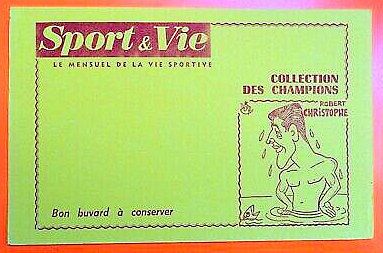 Sport & Vie
LE MENSUEL DE LA VIE SPORTIVE
COLLECTION
DES CHAMPIONS
ROBERT
CHRISTOPHE
Bon buvard à conserver